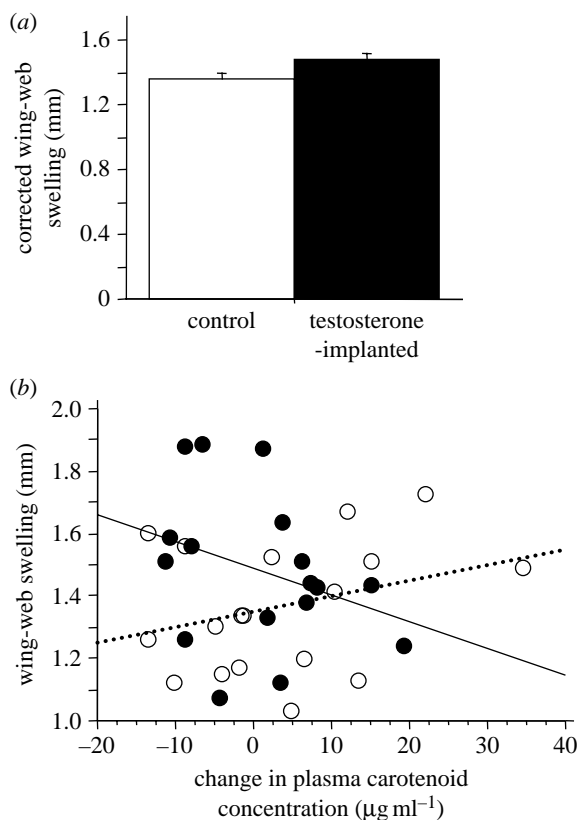 (a)
corrected wing-web
swelling (mm)
1.6
1.2
0.8
0.4
0
control
testosterone
-implanted
(b)
wing-web swelling (mm)
2.0
1.8
1.6
1.4
1.2
1.0
–20
–10
0
10
20
30
40
change in plasma carotenoid
concentration (μg ml⁻¹)